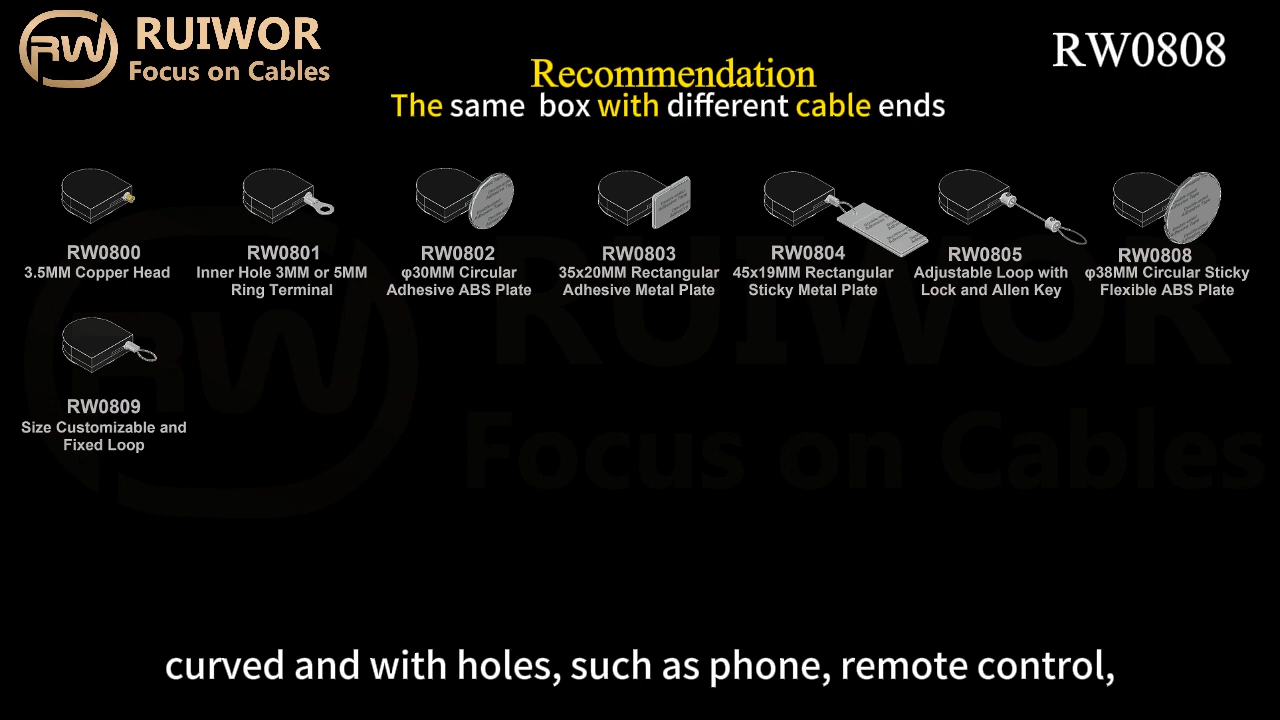 RW
RUIWOR
Focus on Cables
RW0808
Recommendation
The same box with different cable ends
RW0800
3.5MM Copper Head
RW0801
Inner Hole 3MM or 5MM
Ring Terminal
RW0802
φ30MM Circular
Adhesive ABS Plate
RW0803
35x20MM Rectangular
Adhesive Metal Plate
RW0804
45x19MM Rectangular
Sticky Metal Plate
RW0805
Adjustable Loop with
Lock and Allen Key
RW0808
φ38MM Circular Sticky
Flexible ABS Plate
RW0809
Size Customizable and
Fixed Loop
RW
RUIWOR
Focus on Cables
curved and with holes, such as phone, remote control,